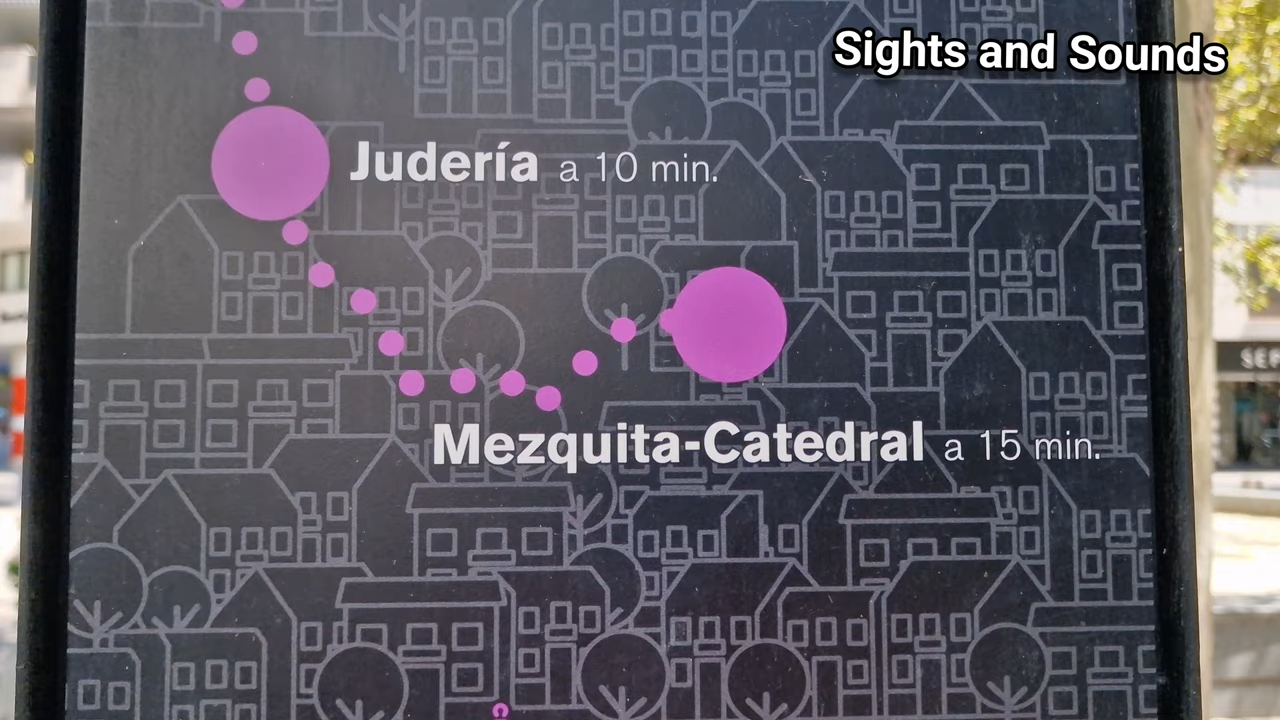 Sights and Sounds
Judería a 10 min.
Mezquita-Catedral a 15 min.